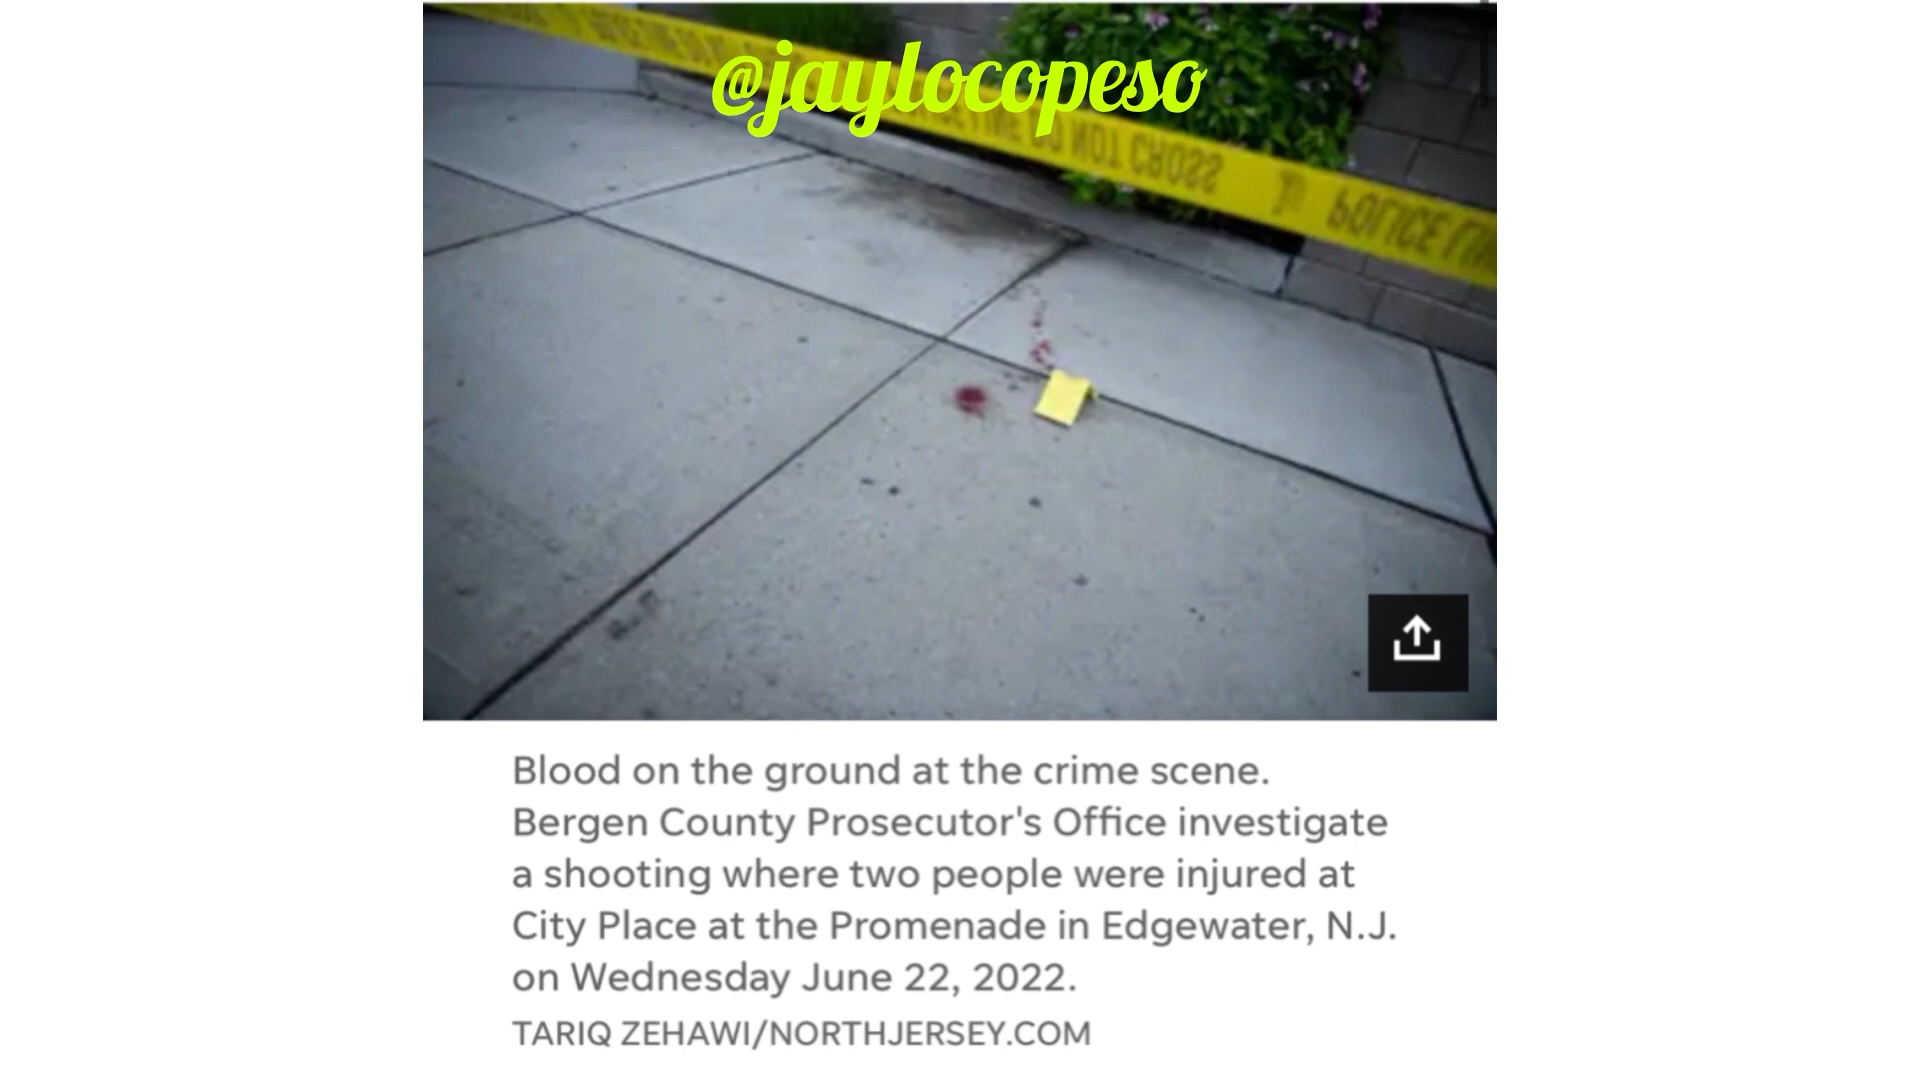 @jaylocopeso
DO NOT CROSS
POLICE LINE
Blood on the ground at the crime scene.
Bergen County Prosecutor's Office investigate
a shooting where two people were injured at
City Place at the Promenade in Edgewater, N.J.
on Wednesday June 22, 2022.
TARIQ ZEHAWI/NORTHJERSEY.COM